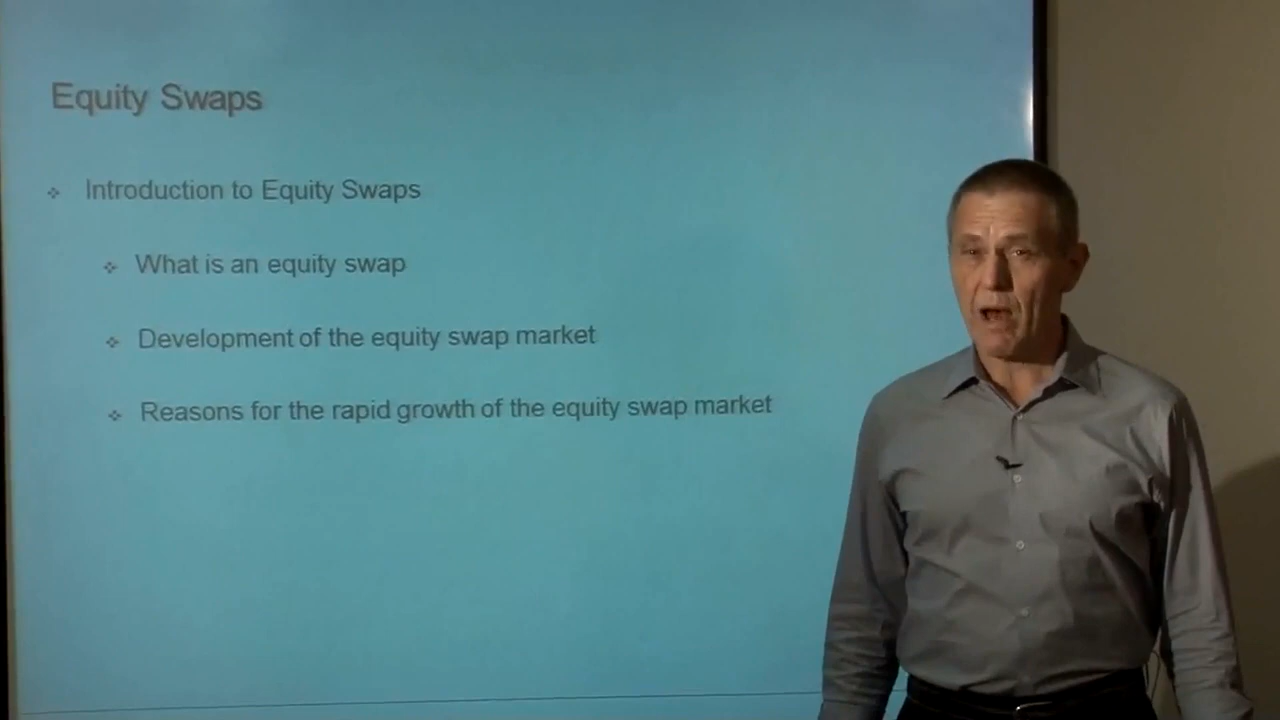 Equity Swaps
Introduction to Equity Swaps
What is an equity swap
Development of the equity swap market
Reasons for the rapid growth of the equity swap market